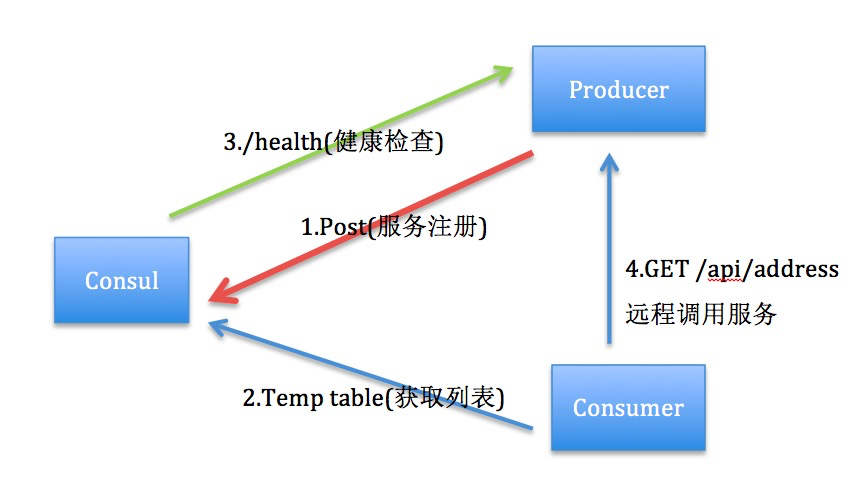 Producer
3./health(健康检查)
1.Post(服务注册)
Consul
4.GET /api/address
远程调用服务
2.Temp table(获取列表)
Consumer